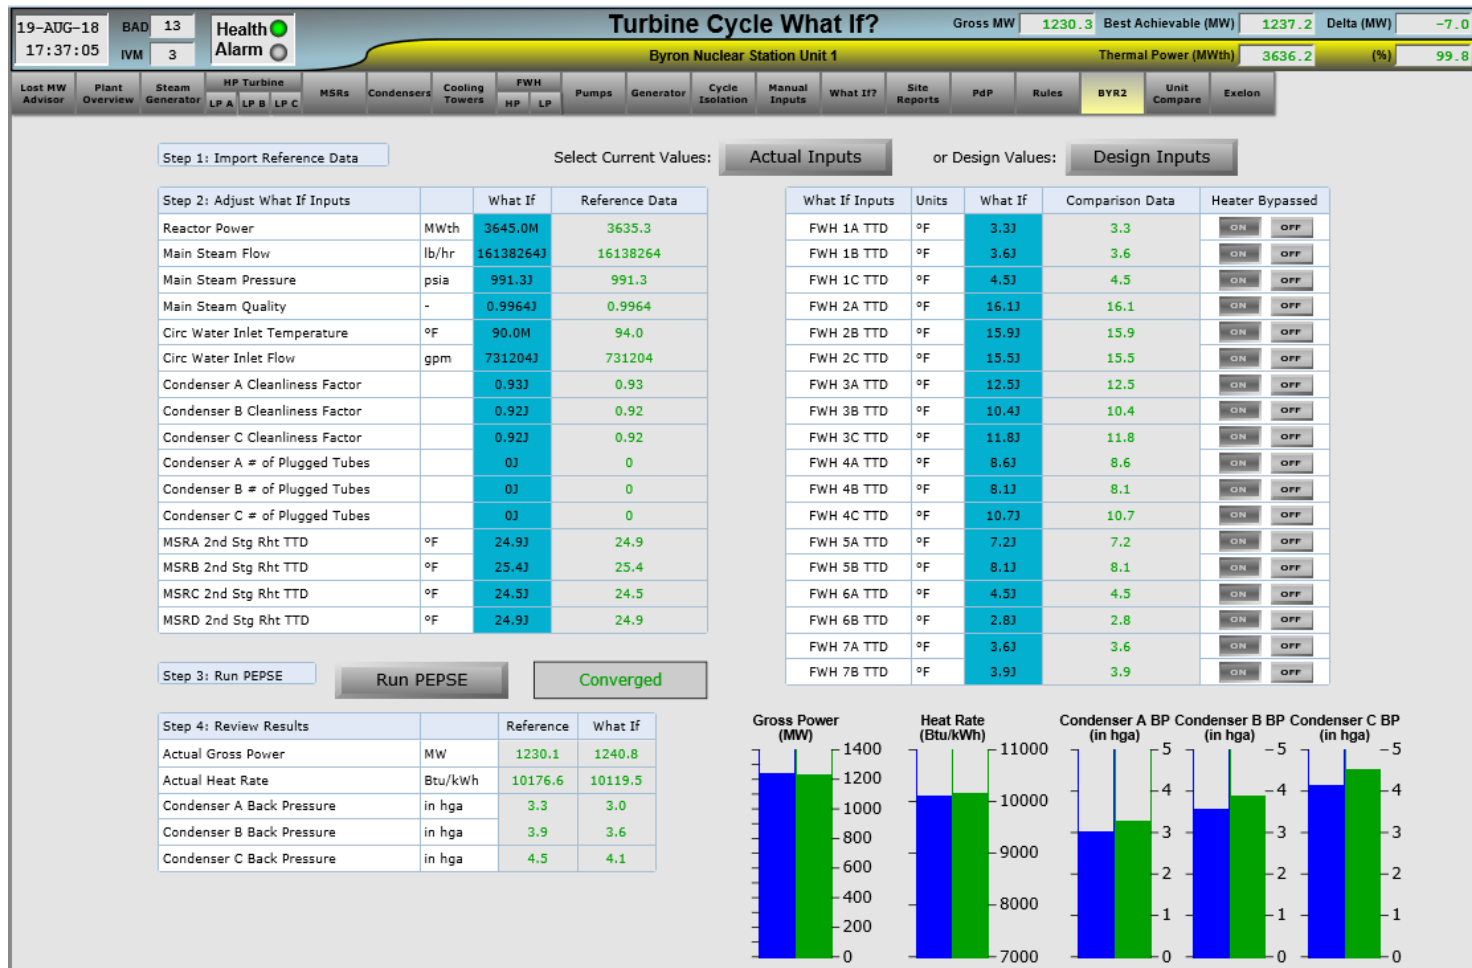 19-AUG-18 BAD 13 Health Turbine Cycle What If? Gross MW 1230.3 Best Achievable (MW) 1237.2 Delta (MW) -7.0
17:37:05 IVM 3 Alarm Byron Nuclear Station Unit 1 Thermal Power (MWth) 3636.2 (%) 99.8
Lost MW Advisor Plant Overview Steam Generator HP Turbine LP A LP B LP C MSRs Condensers Cooling Towers FWH HP LP Pumps Generator Cycle Isolation Manual Inputs What If? Site Reports PdP Rules BYR2 Unit Compare Exelon
Step 1: Import Reference Data Select Current Values: Actual Inputs or Design Values: Design Inputs
Step 2: Adjust What If Inputs What If Reference Data What If Inputs Units What If Comparison Data Heater Bypassed
Reactor Power MWth 3645.0M 3635.3 FWH 1A TTD °F 3.3J 3.3 ON OFF
Main Steam Flow lb/hr 16138264J 16138264 FWH 1B TTD °F 3.6J 3.6 ON OFF
Main Steam Pressure psia 991.3J 991.3 FWH 1C TTD °F 4.5J 4.5 ON OFF
Main Steam Quality - 0.9964J 0.9964 FWH 2A TTD °F 16.1J 16.1 ON OFF
Circ Water Inlet Temperature °F 90.0M 94.0 FWH 2B TTD °F 15.9J 15.9 ON OFF
Circ Water Inlet Flow gpm 731204J 731204 FWH 2C TTD °F 15.5J 15.5 ON OFF
Condenser A Cleanliness Factor 0.93J 0.93 FWH 3A TTD °F 12.5J 12.5 ON OFF
Condenser B Cleanliness Factor 0.92J 0.92 FWH 3B TTD °F 10.4J 10.4 ON OFF
Condenser C Cleanliness Factor 0.92J 0.92 FWH 3C TTD °F 11.8J 11.8 ON OFF
Condenser A # of Plugged Tubes 0J 0 FWH 4A TTD °F 8.6J 8.6 ON OFF
Condenser B # of Plugged Tubes 0J 0 FWH 4B TTD °F 8.1J 8.1 ON OFF
Condenser C # of Plugged Tubes 0J 0 FWH 4C TTD °F 10.7J 10.7 ON OFF
MSRA 2nd Stg Rht TTD °F 24.9J 24.9 FWH 5A TTD °F 7.2J 7.2 ON OFF
MSRB 2nd Stg Rht TTD °F 25.4J 25.4 FWH 5B TTD °F 8.1J 8.1 ON OFF
MSRC 2nd Stg Rht TTD °F 24.5J 24.5 FWH 6A TTD °F 4.5J 4.5 ON OFF
MSRD 2nd Stg Rht TTD °F 24.9J 24.9 FWH 6B TTD °F 2.8J 2.8 ON OFF
FWH 7A TTD °F 3.6J 3.6 ON OFF
Step 3: Run PEPSE Run PEPSE Converged FWH 7B TTD °F 3.9J 3.9 ON OFF
Step 4: Review Results Reference What If
Actual Gross Power MW 1230.1 1240.8
Actual Heat Rate Btu/kWh 10176.6 10119.5
Condenser A Back Pressure in hga 3.3 3.0
Condenser B Back Pressure in hga 3.9 3.6
Condenser C Back Pressure in hga 4.5 4.1
Gross Power Heat Rate Condenser A BP Condenser B BP Condenser C BP
(MW) (Btu/kWh) (in hga) (in hga) (in hga)
1400 11000 5 5 5
1200
4 4 4
1000 10000
800 3 3 3
9000
600 2 2 2
400 8000
1 1 1
200
0 7000 0 0 0